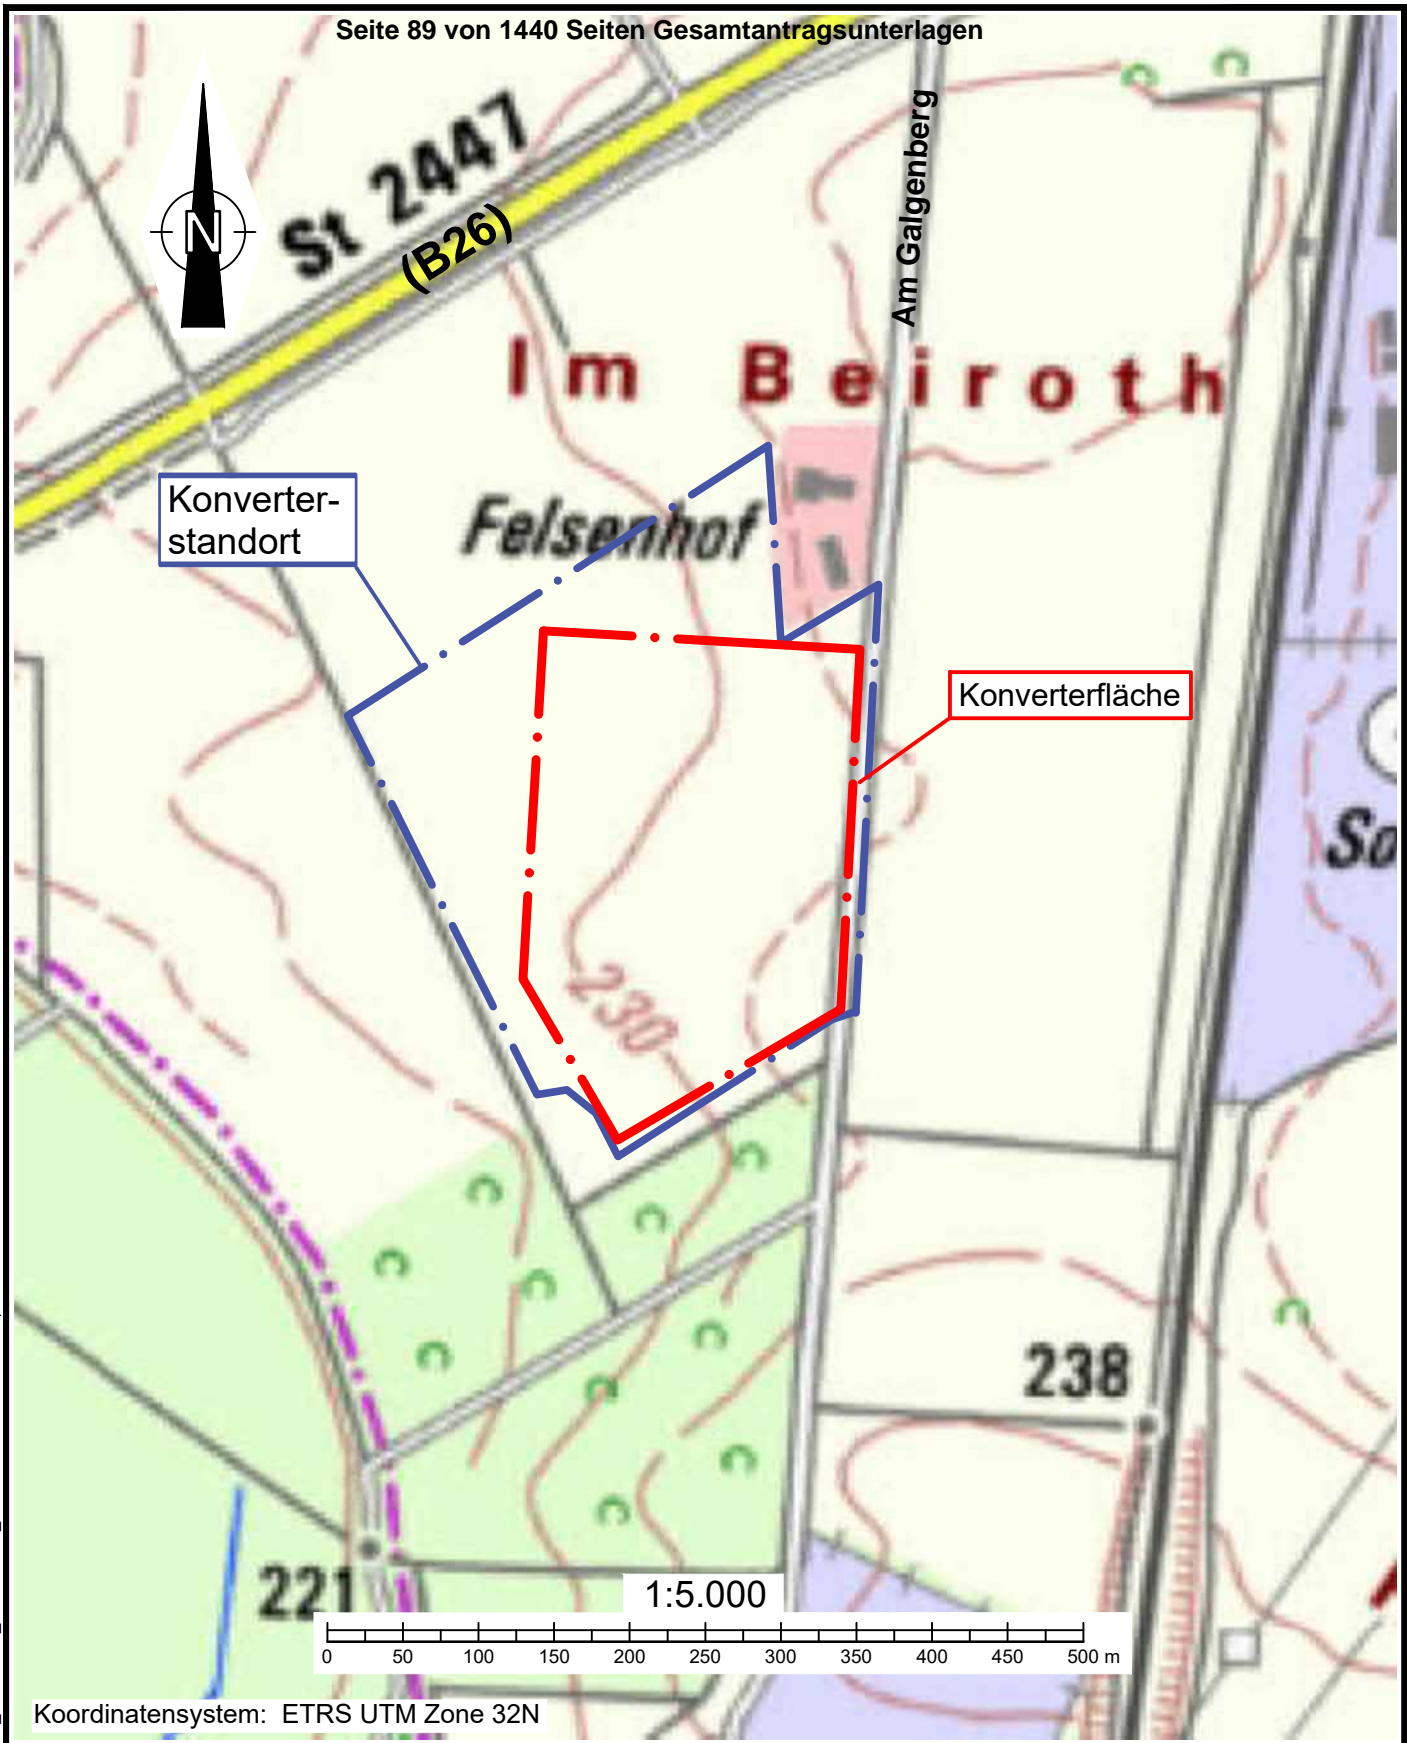 Seite 89 von 1440 Seiten Gesamtantragsunterlagen
N
St 2447
(B26)
Am Galgenberg
Im Beiroth
Konverter-
standort
Felsenhof
Konverterfläche
So
230
238
221
1:5.000
0 50 100 150 200 250 300 350 400 450 500 m
Koordinatensystem: ETRS UTM Zone 32N